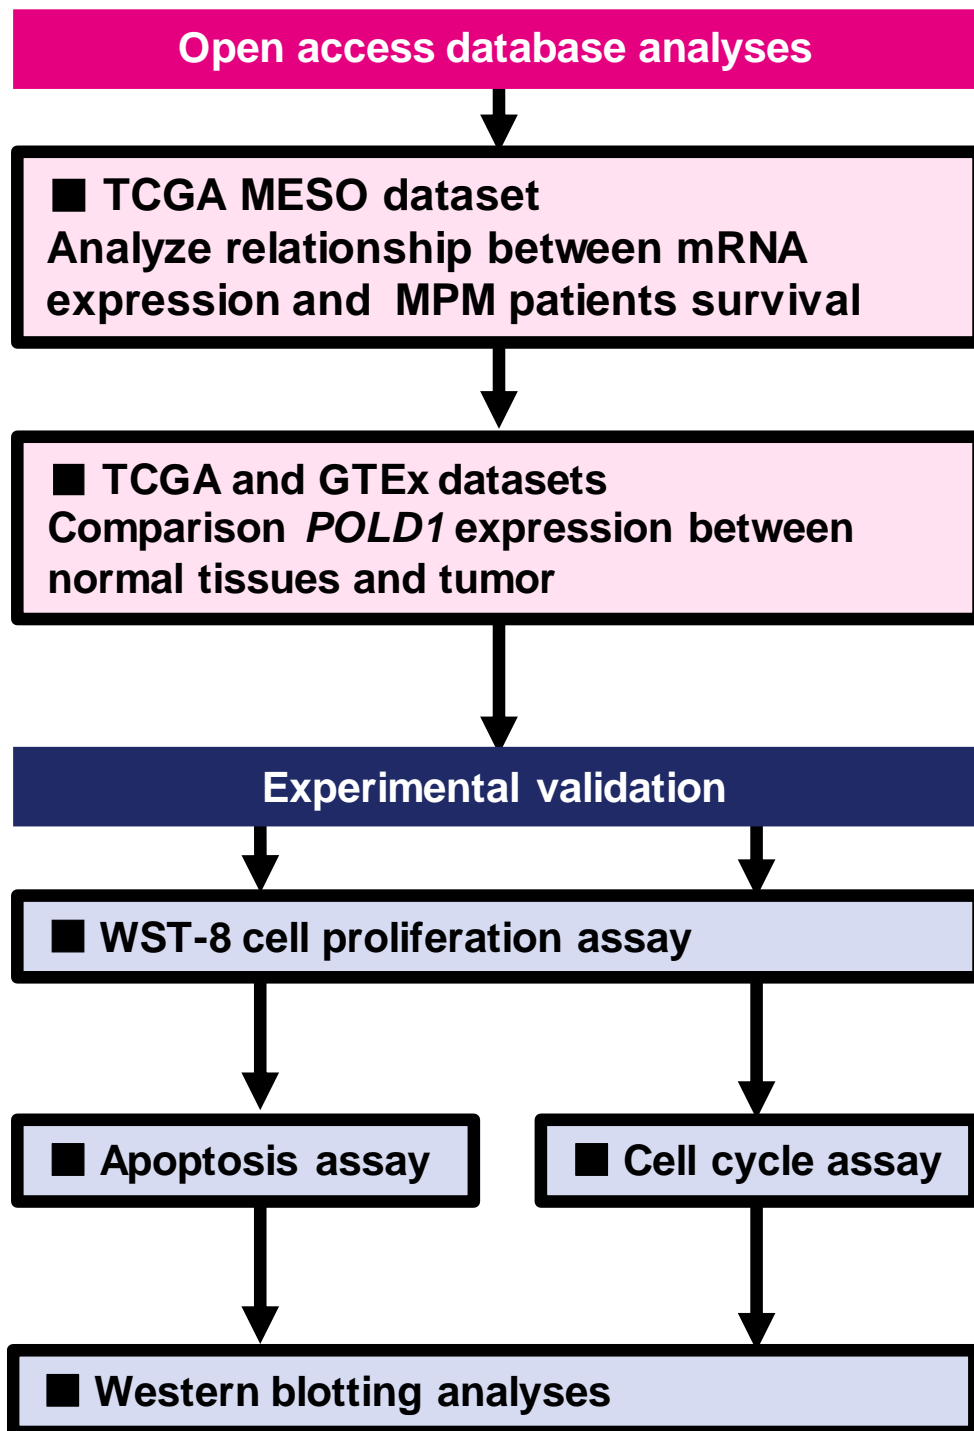 Open access database analyses
■ TCGA MESO dataset
Analyze relationship between mRNA
expression and MPM patients survival
■ TCGA and GTEx datasets
Comparison POLD1 expression between
normal tissues and tumor
Experimental validation
■ WST-8 cell proliferation assay
■ Apoptosis assay
■ Cell cycle assay
■ Western blotting analyses